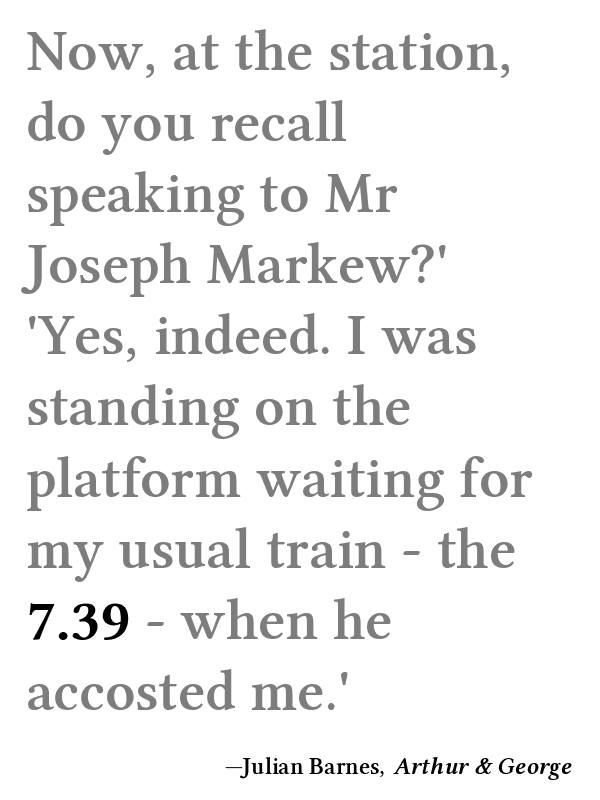 Now, at the station,
do you recall
speaking to Mr
Joseph Markew?'
'Yes, indeed. I was
standing on the
platform waiting for
my usual train - the
7.39 - when he
accosted me.'
—Julian Barnes, Arthur & George